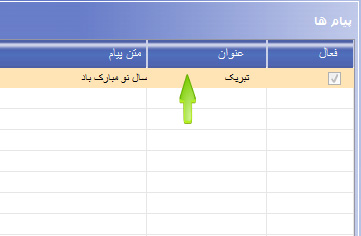 پیام ها
فعال عنوان متن پیام
تبریک سال نو مبارک باد